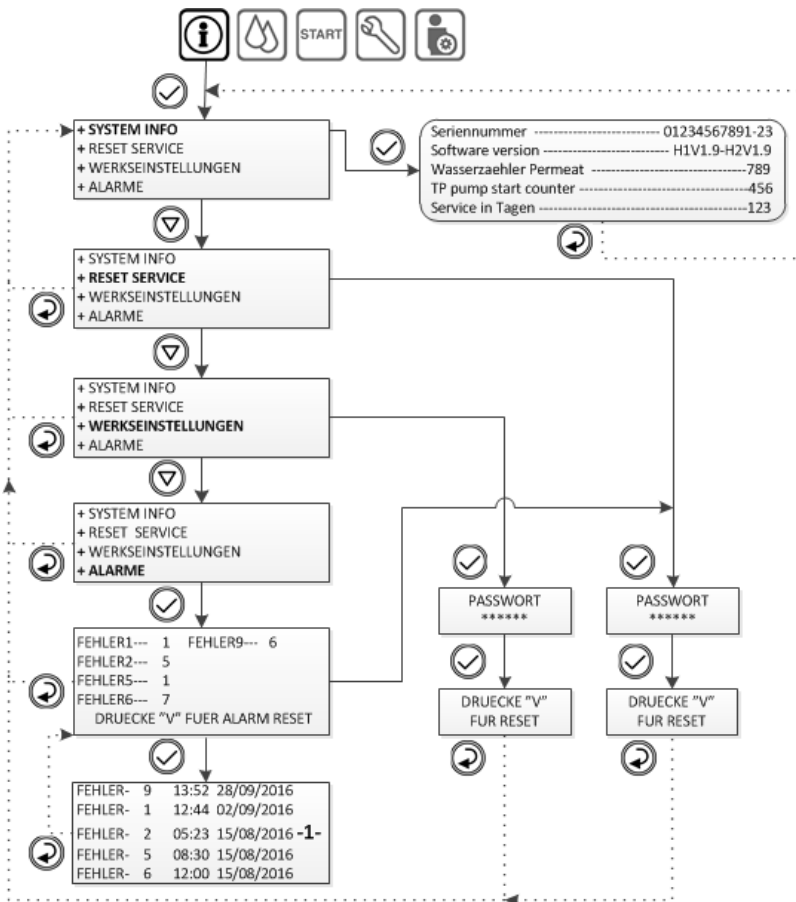 START
+ SYSTEM INFO
+ RESET SERVICE
+ WERKSEINSTELLUNGEN
+ ALARME
Seriennummer ---------------------- 01234567891-23
Software version ------------------- H1V1.9-H2V1.9
Wasserzaehler Permeat ---------------------------789
TP pump start counter -----------------------------456
Service in Tagen ------------------------------------123
+ SYSTEM INFO
+ RESET SERVICE
+ WERKSEINSTELLUNGEN
+ ALARME
+ SYSTEM INFO
+ RESET SERVICE
+ WERKSEINSTELLUNGEN
+ ALARME
+ SYSTEM INFO
+ RESET SERVICE
+ WERKSEINSTELLUNGEN
+ ALARME
PASSWORT
******
PASSWORT
******
FEHLER1--- 1 FEHLER9--- 6
FEHLER2--- 5
FEHLER5--- 1
FEHLER6--- 7
DRUECKE "V" FUER ALARM RESET
DRUECKE "V"
FUR RESET
DRUECKE "V"
FUR RESET
FEHLER- 9 13:52 28/09/2016
FEHLER- 1 12:44 02/09/2016
FEHLER- 2 05:23 15/08/2016 -1-
FEHLER- 5 08:30 15/08/2016
FEHLER- 6 12:00 15/08/2016